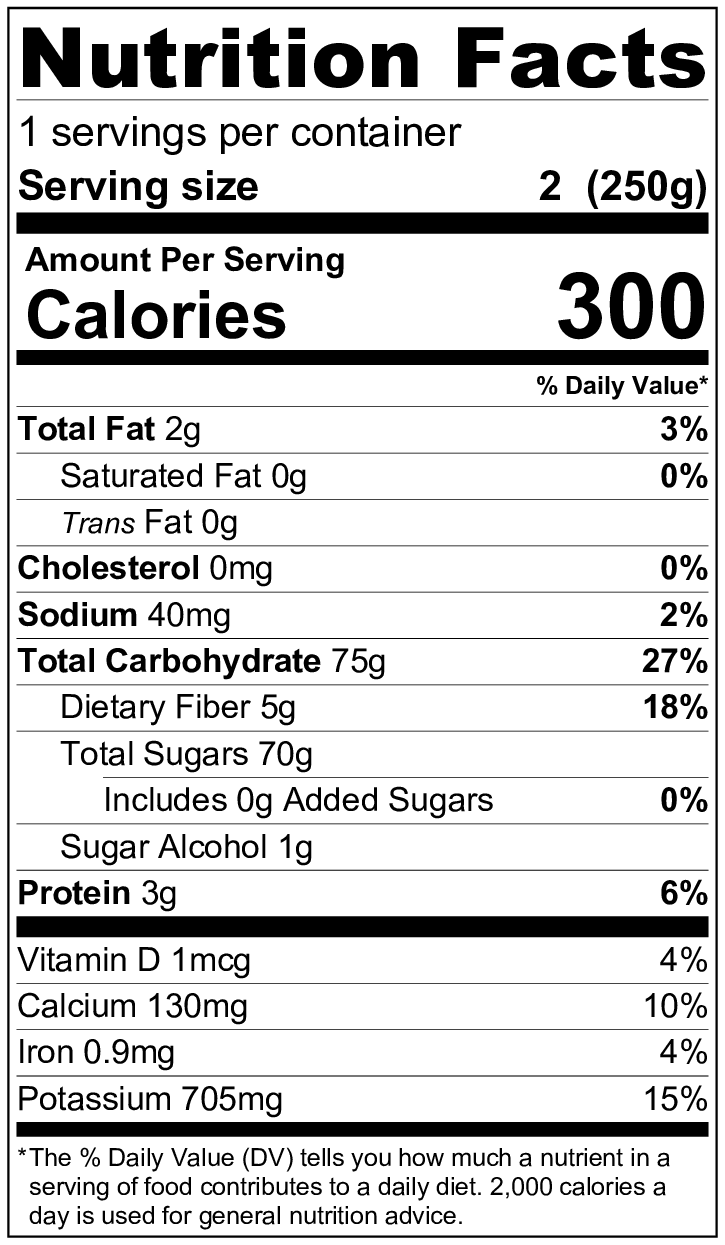 Nutrition Facts
1 servings per container
Serving size 2 (250g)
Amount Per Serving
Calories 300
% Daily Value*
Total Fat 2g 3%
Saturated Fat 0g 0%
Trans Fat 0g
Cholesterol 0mg 0%
Sodium 40mg 2%
Total Carbohydrate 75g 27%
Dietary Fiber 5g 18%
Total Sugars 70g
Includes 0g Added Sugars 0%
Sugar Alcohol 1g
Protein 3g 6%
Vitamin D 1mcg 4%
Calcium 130mg 10%
Iron 0.9mg 4%
Potassium 705mg 15%
*The % Daily Value (DV) tells you how much a nutrient in a
serving of food contributes to a daily diet. 2,000 calories a
day is used for general nutrition advice.